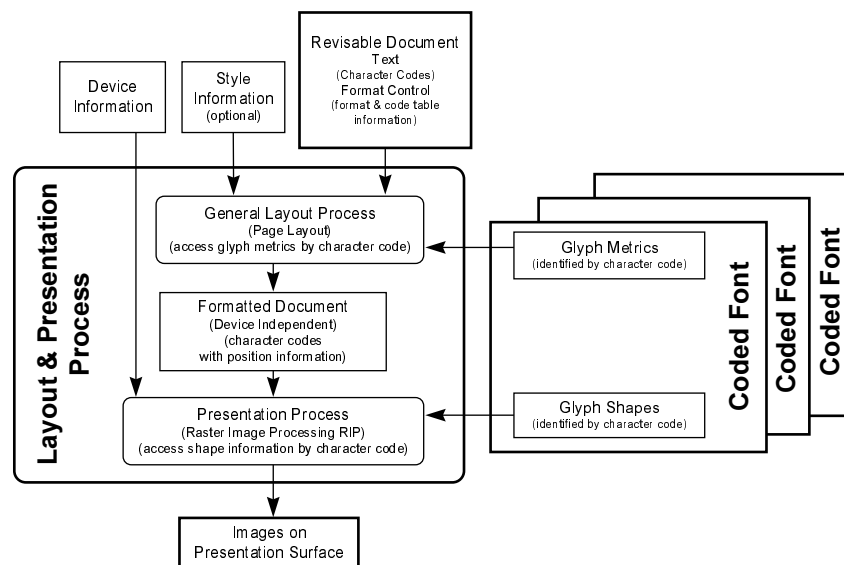 Revisable Document
Text
(Character Codes)
Format Control
(format & code table
information)
Device
Information
Style
Information
(optional)
Layout & Presentation
Process
General Layout Process
(Page Layout)
(access glyph metrics by character code)
Formatted Document
(Device Independent)
(character codes
with position information)
Presentation Process
(Raster Image Processing RIP)
(access shape information by character code)
Images on
Presentation Surface
Glyph Metrics
(identified by character code)
Glyph Shapes
(identified by character code)
Coded Font
Coded Font
Coded Font